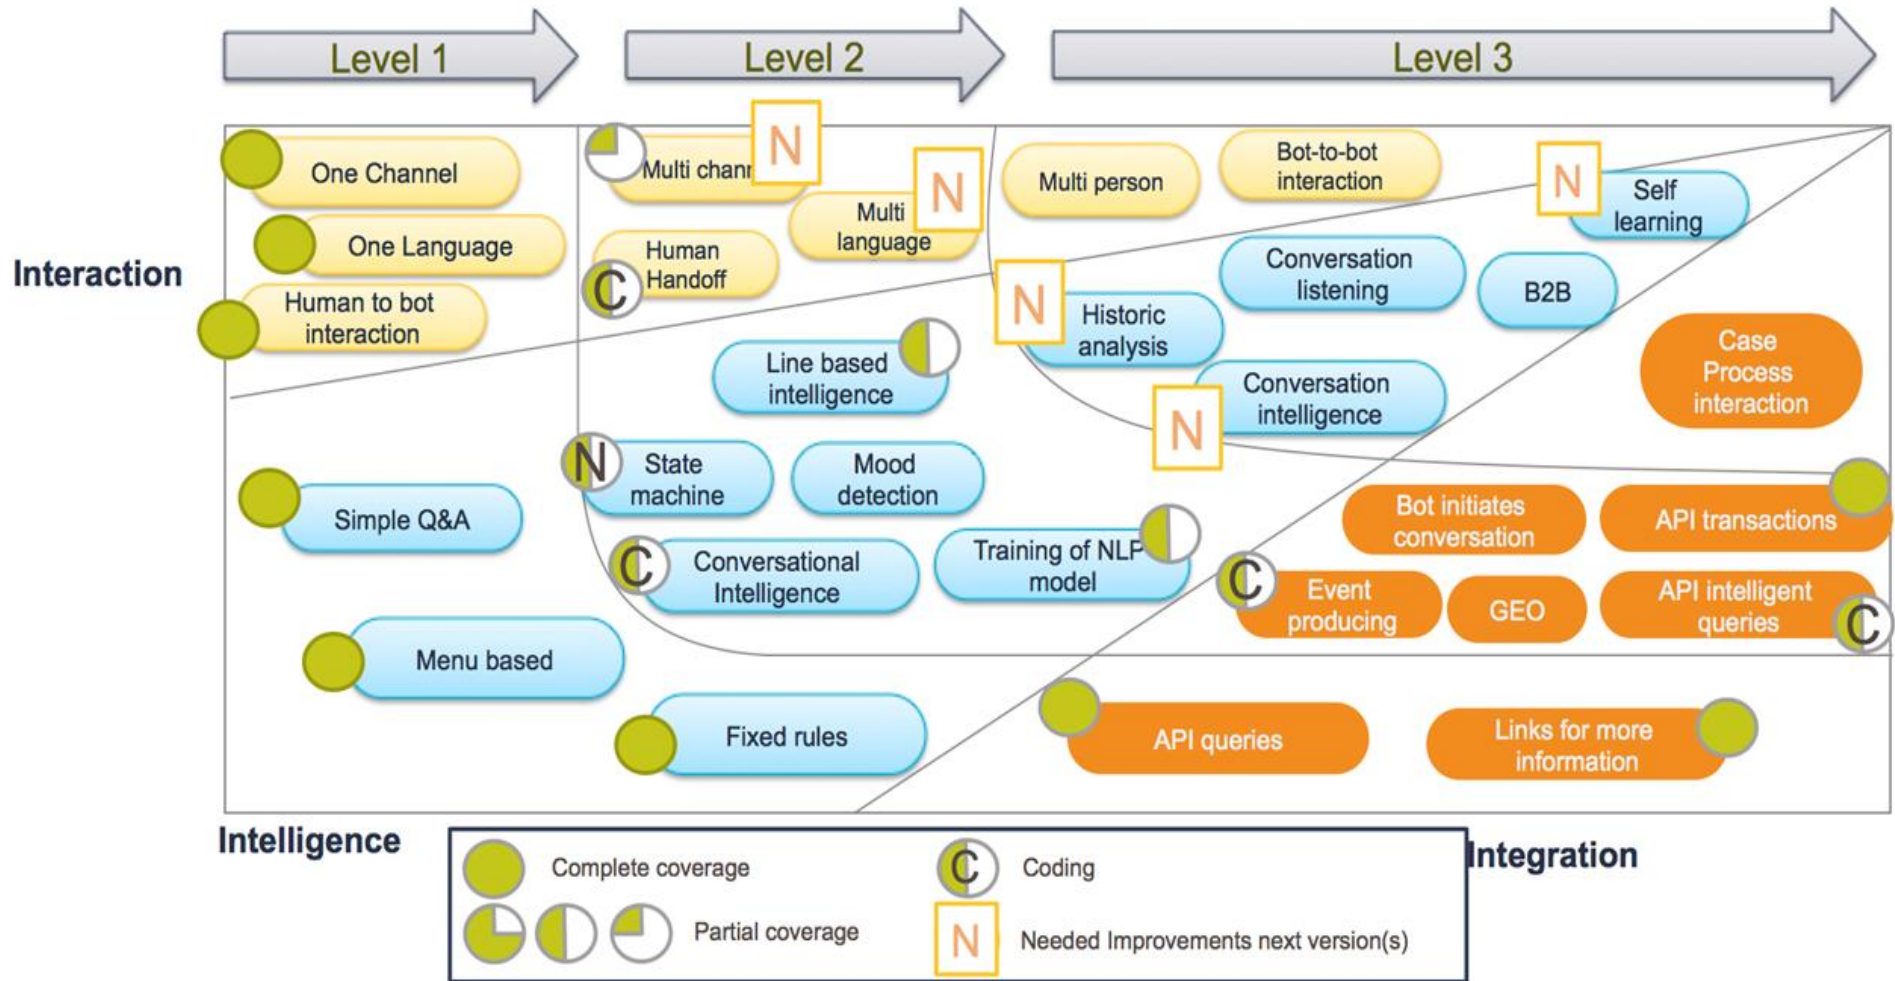 Level 1
Level 2
Level 3
One Channel
One Language
Human to bot
interaction
Multi chann
N
Multi
language
N
Human
Handoff
C
Multi person
Bot-to-bot
interaction
N
Self
learning
Interaction
Conversation
listening
B2B
N
Historic
analysis
Line based
intelligence
Conversation
intelligence
N
Case
Process
interaction
N
State
machine
Mood
detection
Simple Q&A
Bot initiates
conversation
API transactions
C
Conversational
Intelligence
Training of NLP
model
C
Event
producing
GEO
API intelligent
queries
C
Menu based
Fixed rules
API queries
Links for more
information
Intelligence
Integration
Complete coverage
C
Coding
Partial coverage
N
Needed Improvements next version(s)